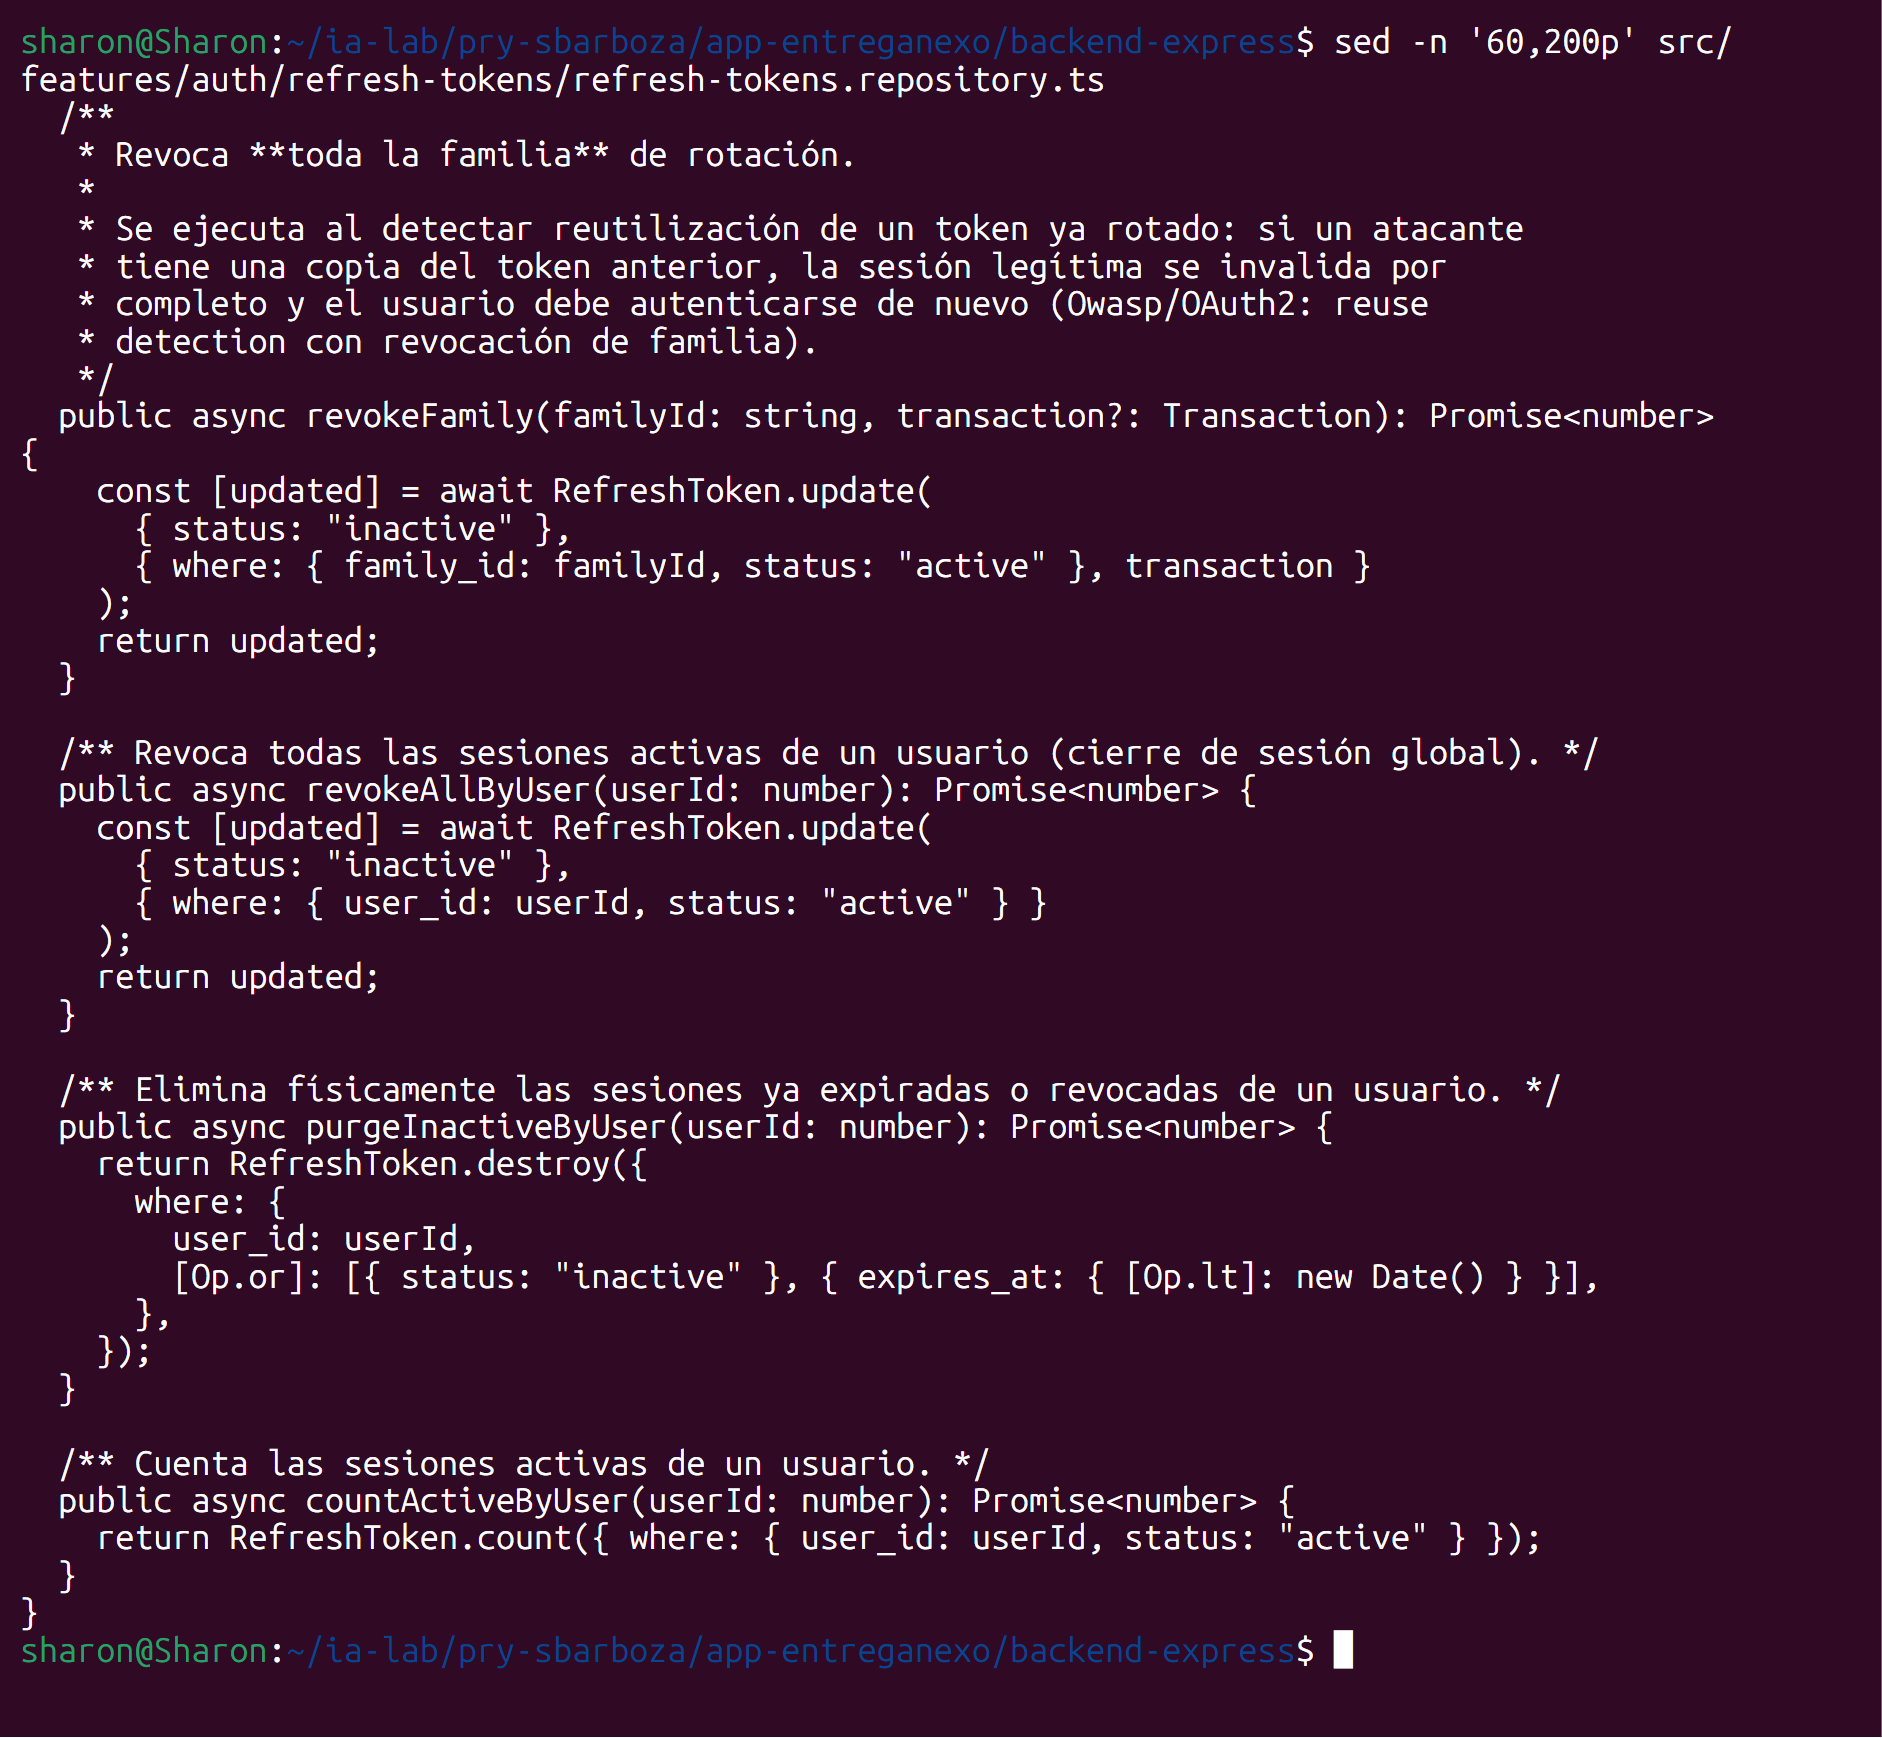 sharon@Sharon:~/ia-lab/pry-sbarboza/app-entreganexo/backend-express$ sed -n '60,200p' src/
features/auth/refresh-tokens/refresh-tokens.repository.ts
  /**
   * Revoca **toda la familia** de rotación.
   *
   * Se ejecuta al detectar reutilización de un token ya rotado: si un atacante
   * tiene una copia del token anterior, la sesión legítima se invalida por
   * completo y el usuario debe autenticarse de nuevo (Owasp/OAuth2: reuse
   * detection con revocación de familia).
   */
  public async revokeFamily(familyId: string, transaction?: Transaction): Promise<number>
{
    const [updated] = await RefreshToken.update(
      { status: "inactive" },
      { where: { family_id: familyId, status: "active" }, transaction }
    );
    return updated;
  }

  /** Revoca todas las sesiones activas de un usuario (cierre de sesión global). */
  public async revokeAllByUser(userId: number): Promise<number> {
    const [updated] = await RefreshToken.update(
      { status: "inactive" },
      { where: { user_id: userId, status: "active" } }
    );
    return updated;
  }

  /** Elimina físicamente las sesiones ya expiradas o revocadas de un usuario. */
  public async purgeInactiveByUser(userId: number): Promise<number> {
    return RefreshToken.destroy({
      where: {
        user_id: userId,
        [Op.or]: [{ status: "inactive" }, { expires_at: { [Op.lt]: new Date() } }],
      },
    });
  }

  /** Cuenta las sesiones activas de un usuario. */
  public async countActiveByUser(userId: number): Promise<number> {
    return RefreshToken.count({ where: { user_id: userId, status: "active" } });
  }
}
sharon@Sharon:~/ia-lab/pry-sbarboza/app-entreganexo/backend-express$